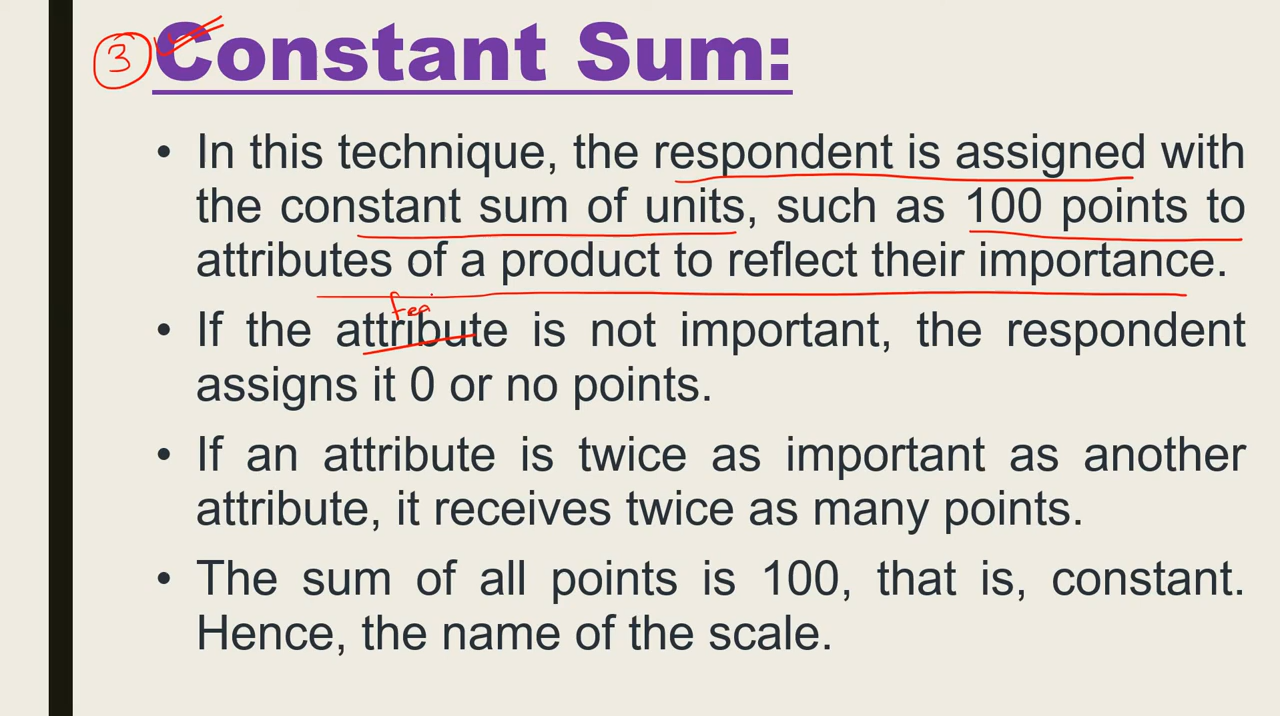 3 Constant Sum:
• In this technique, the respondent is assigned with
the constant sum of units, such as 100 points to
attributes of a product to reflect their importance.
fea
• If the attribute is not important, the respondent
assigns it 0 or no points.
• If an attribute is twice as important as another
attribute, it receives twice as many points.
• The sum of all points is 100, that is, constant.
Hence, the name of the scale.